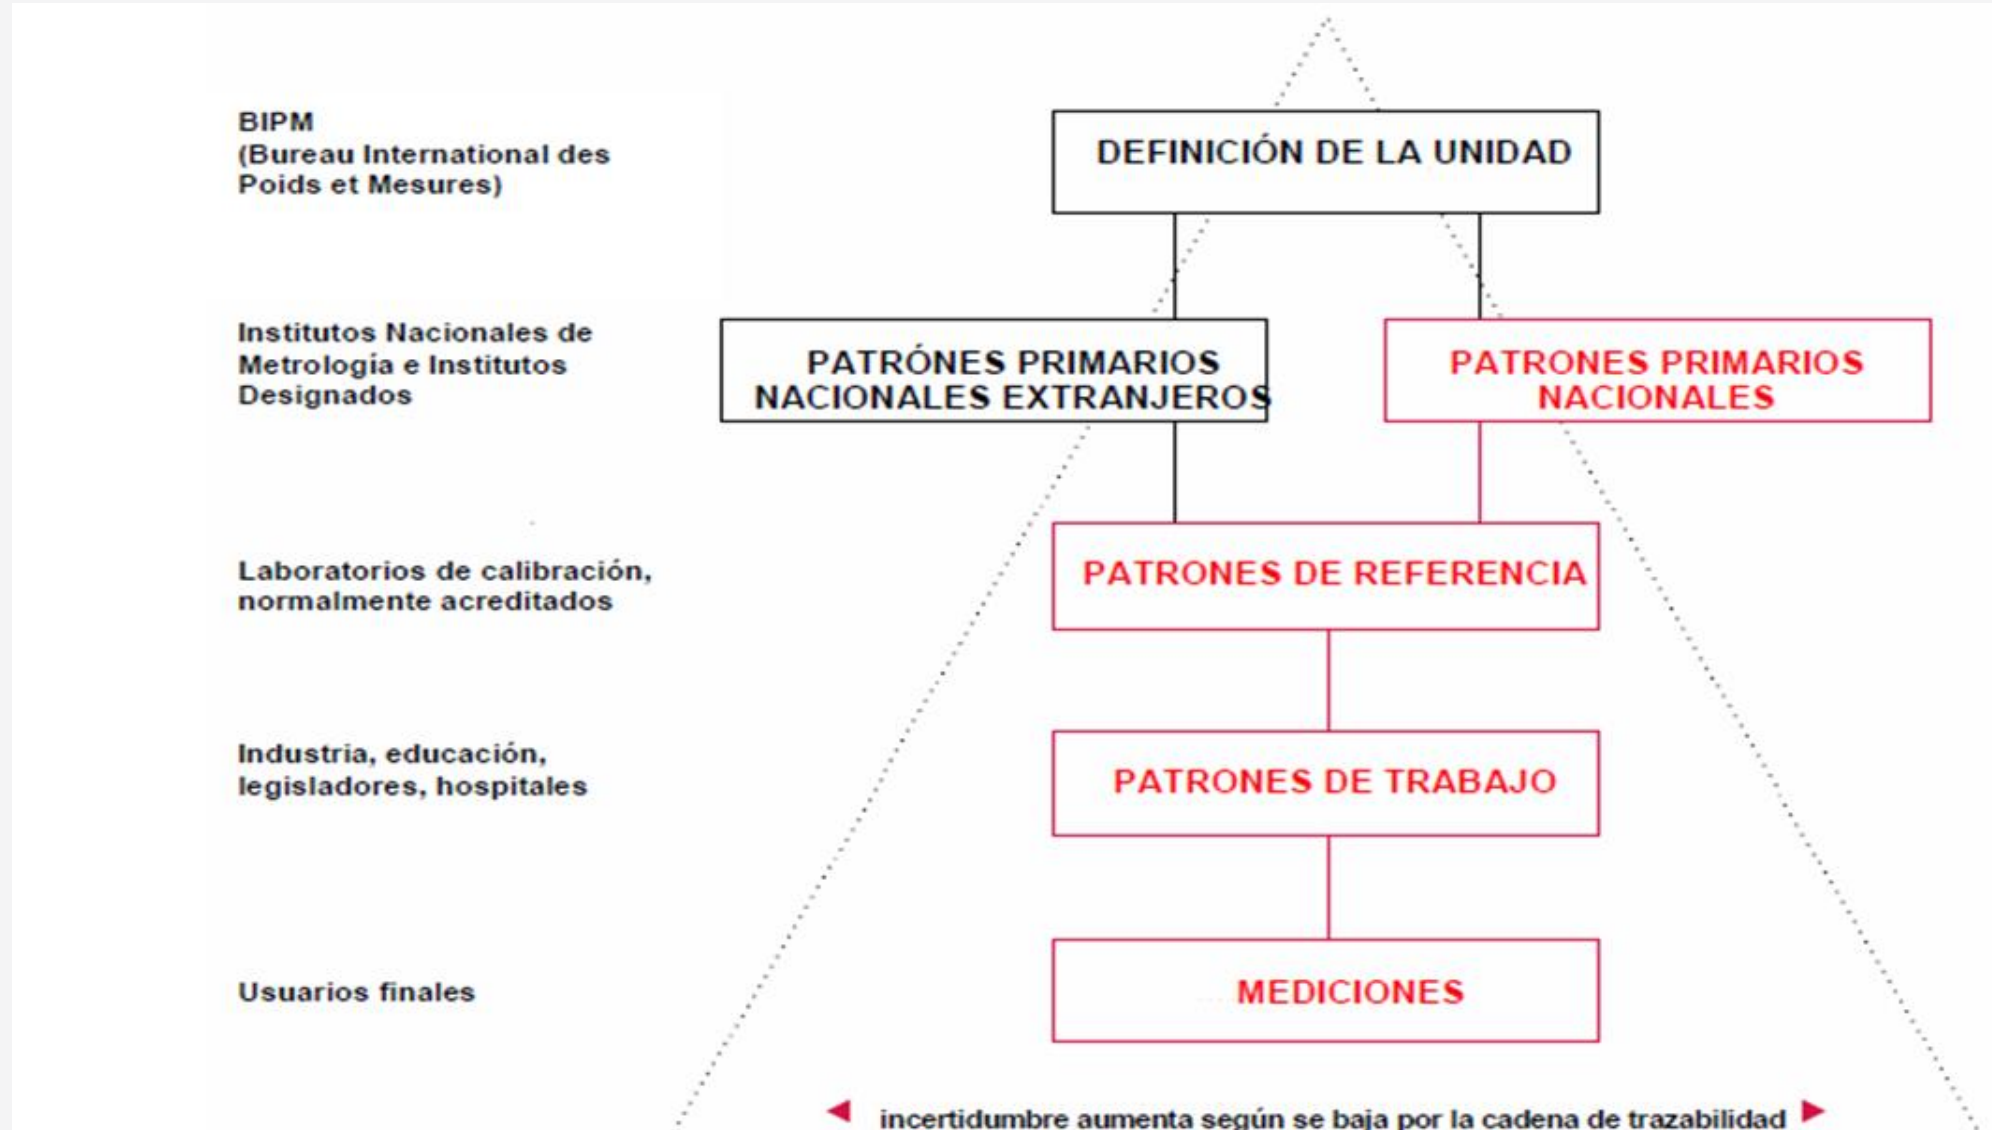 BIPM
(Bureau International des
Poids et Mesures)
DEFINICIÓN DE LA UNIDAD
Institutos Nacionales de
Metrología e Institutos
Designados
PATRÓNES PRIMARIOS
NACIONALES EXTRANJEROS
PATRONES PRIMARIOS
NACIONALES
Laboratorios de calibración,
normalmente acreditados
PATRONES DE REFERENCIA
Industria, educación,
legisladores, hospitales
PATRONES DE TRABAJO
Usuarios finales
MEDICIONES
incertidumbre aumenta según se baja por la cadena de trazabilidad